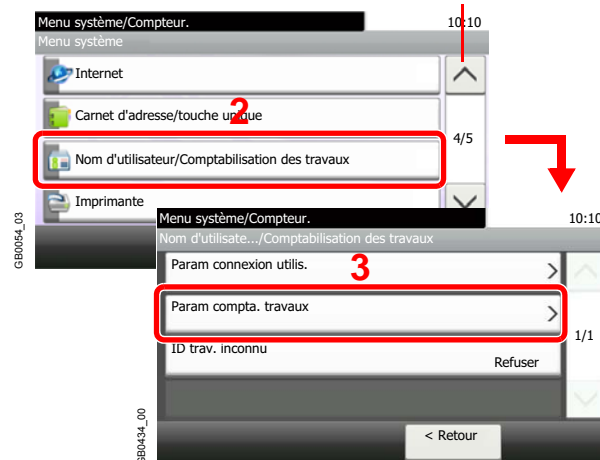 Menu système/Compteur.
10:10
Menu système
Internet
Carnet d'adresse/touche unique
2
4/5
Nom d'utilisateur/Comptabilisation des travaux
Imprimante
GB0054_03
Menu système/Compteur.
10:10
Nom d'utilisate.../Comptabilisation des travaux
Param connexion utilis.
3
Param compta. travaux
1/1
ID trav. inconnu
Refuser
< Retour
GB0434_00